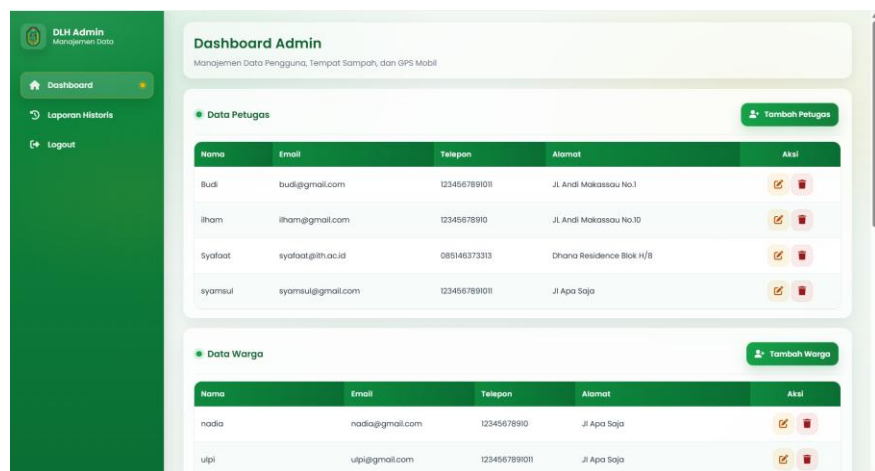 DLH Admin
Manajemen Data
Dashboard
Laporan Historis
Logout
Dashboard Admin
Manajemen Data Pengguna, Tempat Sampah, dan GPS Mobil
Data Petugas
Tambah Petugas
Nama Email Telepon Alamat Aksi
Budi budi@gmail.com 1234567891011 JL Andi Makassau No.1
ilham ilham@gmail.com 12345678910 JL Andi Makassau No.10
Syafaat syafaat@ith.ac.id 085146373313 Dhana Residence Blok H/8
syamsul syamsul@gmail.com 1234567891011 Jl Apa Saja
Data Warga
Tambah Warga
Nama Email Telepon Alamat Aksi
nadia nadia@gmail.com 12345678910 Jl Apa Saja
ulpi ulpi@gmail.com 1234567891011 Jl Apa Saja